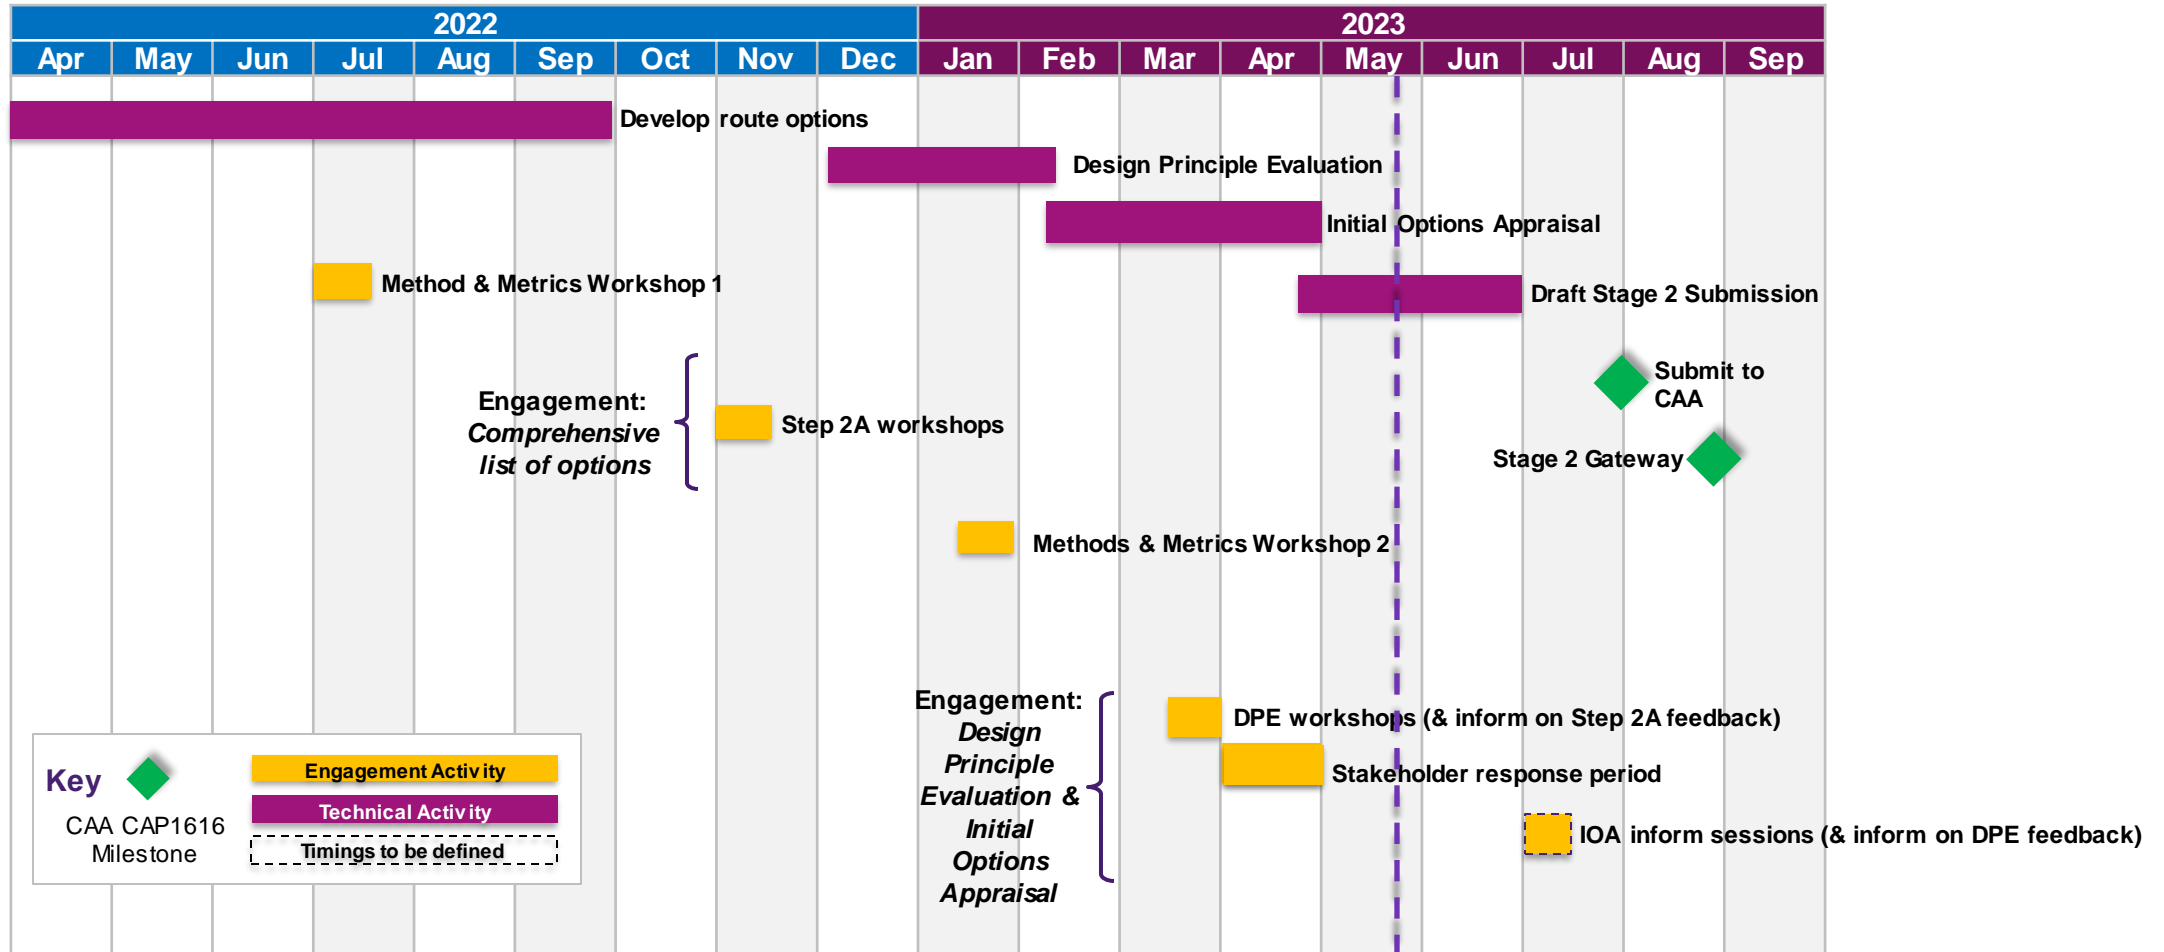 2022
2023
Apr
May
Jun
Jul
Aug
Sep
Oct
Nov
Dec
Jan
Feb
Mar
Apr
May
Jun
Jul
Aug
Sep
Develop route options
Design Principle Evaluation
Initial Options Appraisal
Method & Metrics Workshop 1
Draft Stage 2 Submission
Submit to
CAA
Engagement:
Comprehensive
list of options
Step 2A workshops
Stage 2 Gateway
Methods & Metrics Workshop 2
Engagement:
Design
Principle
Evaluation &
Initial
Options
Appraisal
DPE workshops (& inform on Step 2A feedback)
Stakeholder response period
IOA inform sessions (& inform on DPE feedback)
Key
CAA CAP1616
Milestone
Engagement Activity
Technical Activity
Timings to be defined